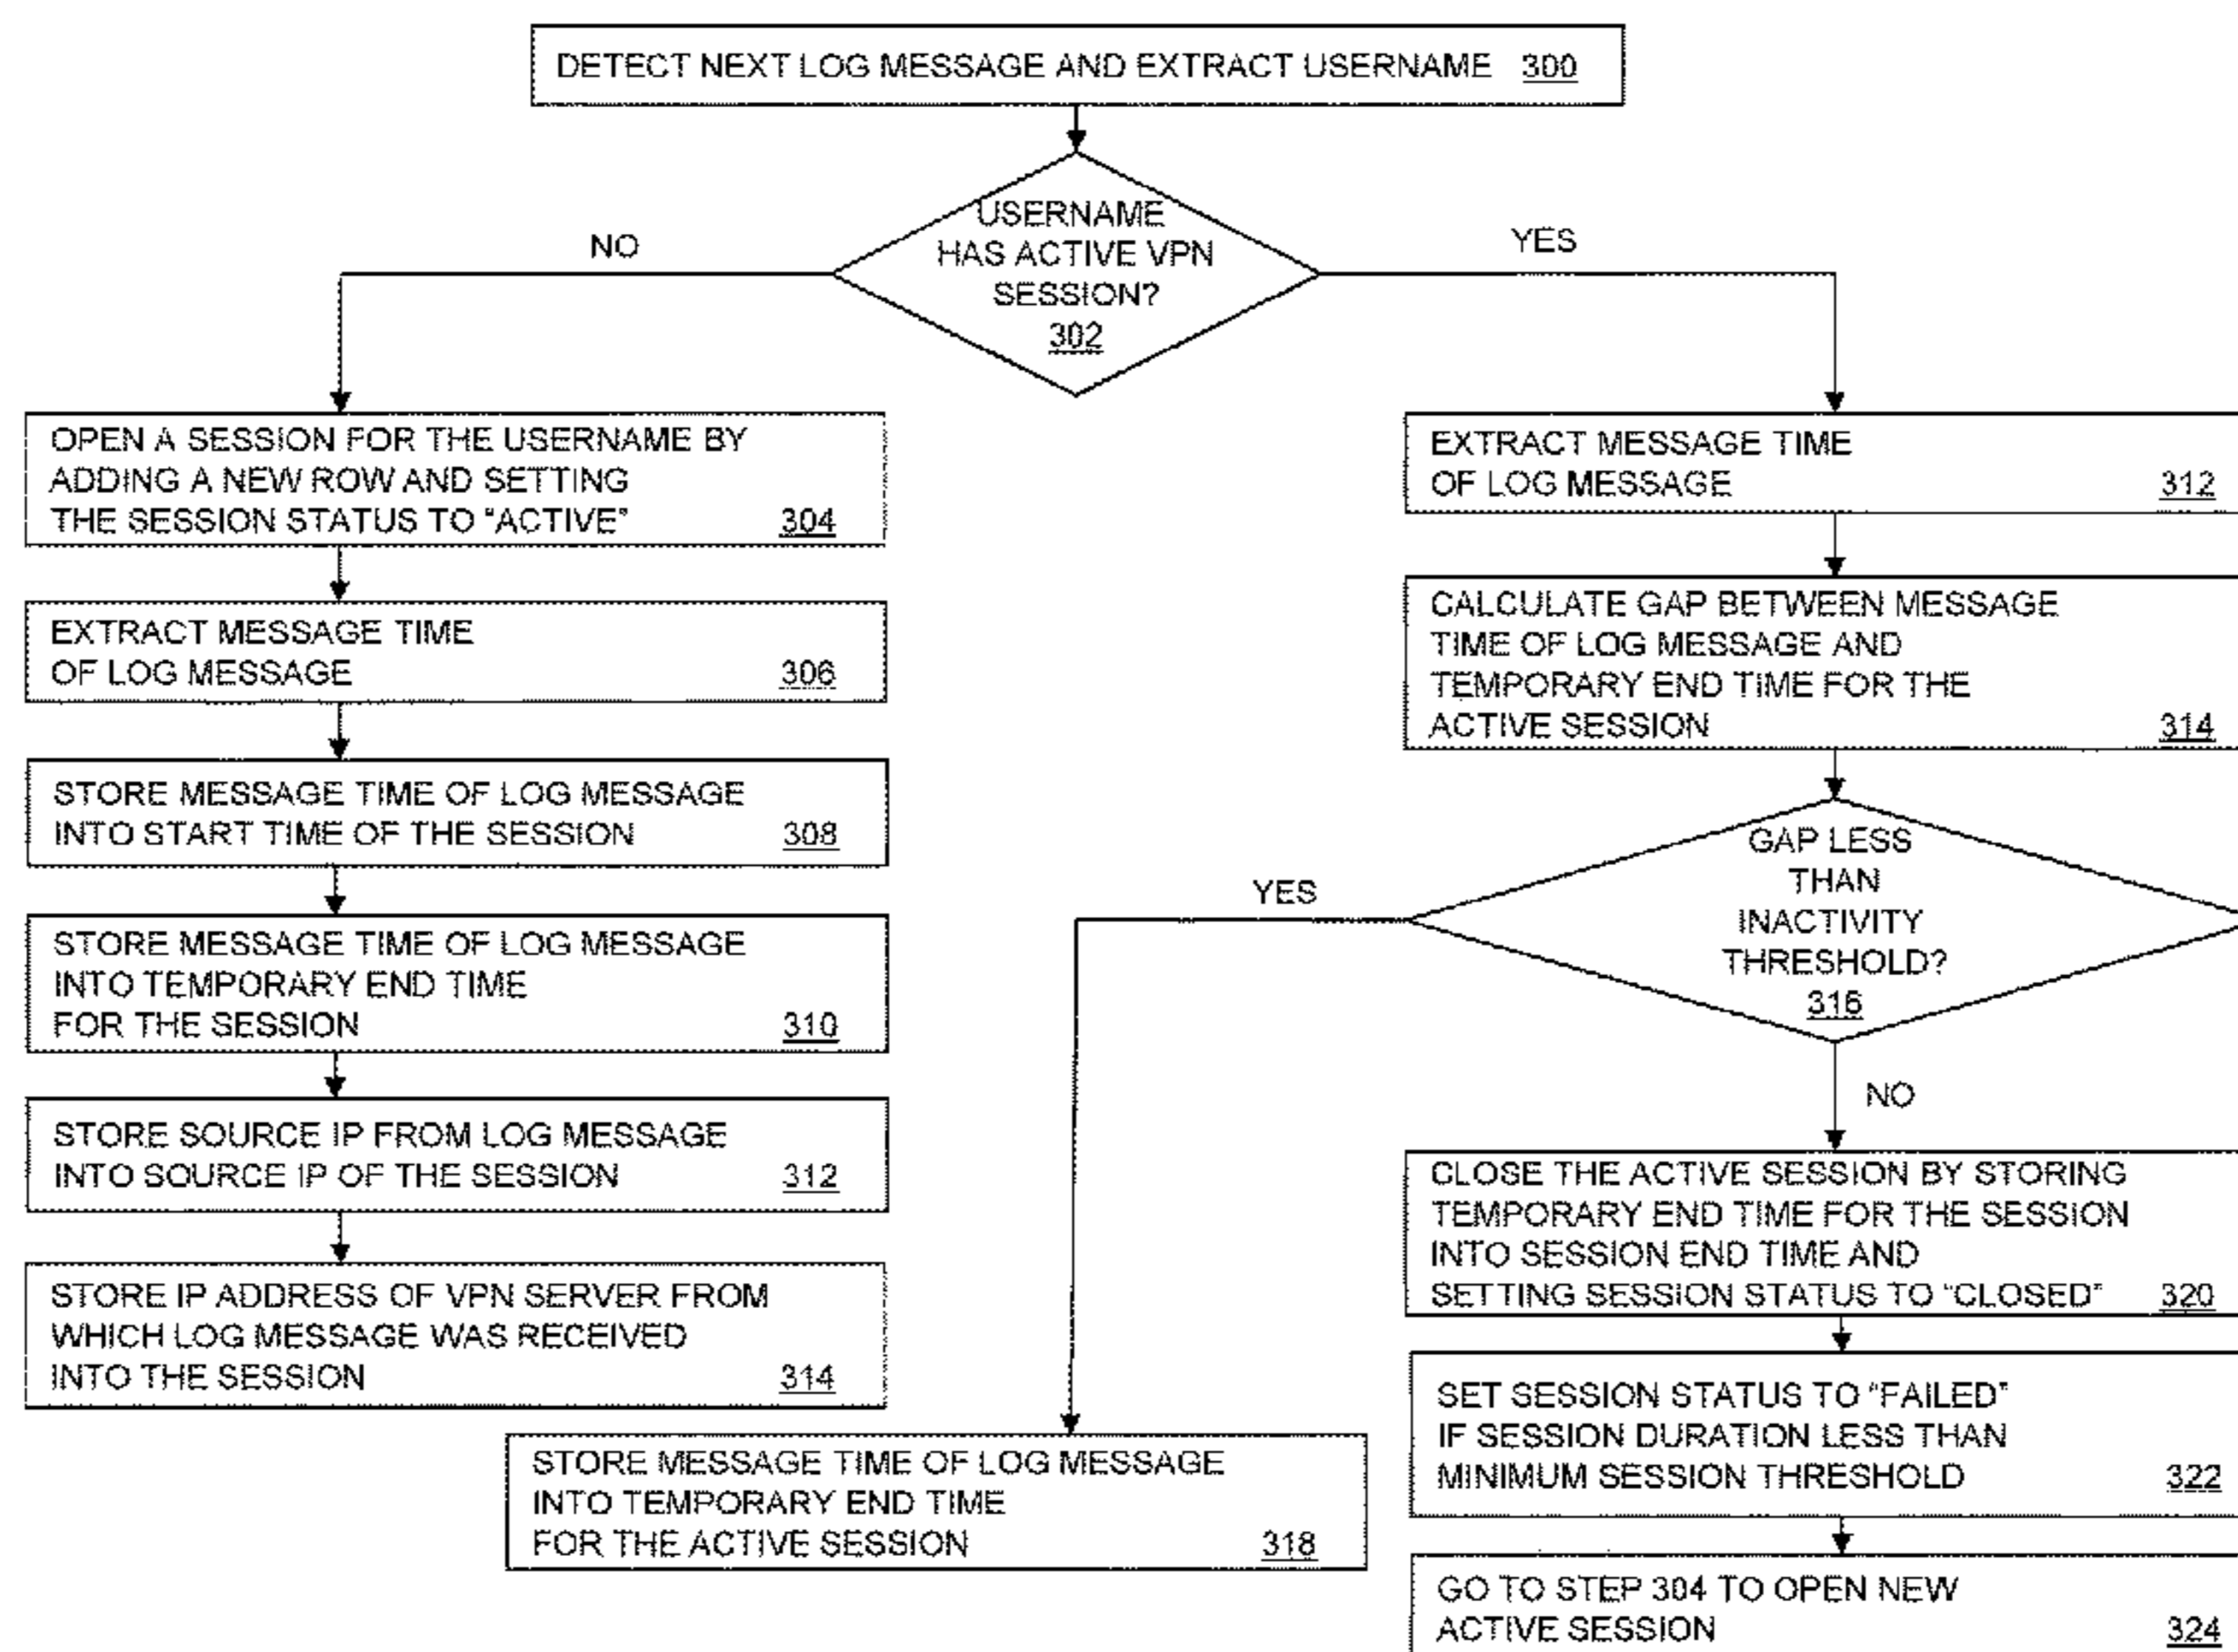 DETECT NEXT LOG MESSAGE AND EXTRACT USERNAME 300
USERNAME
HAS ACTIVE VPN
SESSION?
302
NO
YES
OPEN A SESSION FOR THE USERNAME BY
ADDING A NEW ROW AND SETTING
THE SESSION STATUS TO "ACTIVE" 304
EXTRACT MESSAGE TIME
OF LOG MESSAGE 306
STORE MESSAGE TIME OF LOG MESSAGE
INTO START TIME OF THE SESSION 308
STORE MESSAGE TIME OF LOG MESSAGE
INTO TEMPORARY END TIME
FOR THE SESSION 310
STORE SOURCE IP FROM LOG MESSAGE
INTO SOURCE IP OF THE SESSION 312
STORE IP ADDRESS OF VPN SERVER FROM
WHICH LOG MESSAGE WAS RECEIVED
INTO THE SESSION 314
EXTRACT MESSAGE TIME
OF LOG MESSAGE 312
CALCULATE GAP BETWEEN MESSAGE
TIME OF LOG MESSAGE AND
TEMPORARY END TIME FOR THE
ACTIVE SESSION 314
GAP LESS
THAN
INACTIVITY
THRESHOLD?
316
YES
NO
STORE MESSAGE TIME OF LOG MESSAGE
INTO TEMPORARY END TIME
FOR THE ACTIVE SESSION 318
CLOSE THE ACTIVE SESSION BY STORING
TEMPORARY END TIME FOR THE SESSION
INTO SESSION END TIME AND
SETTING SESSION STATUS TO "CLOSED" 320
SET SESSION STATUS TO "FAILED"
IF SESSION DURATION LESS THAN
MINIMUM SESSION THRESHOLD 322
GO TO STEP 304 TO OPEN NEW
ACTIVE SESSION 324